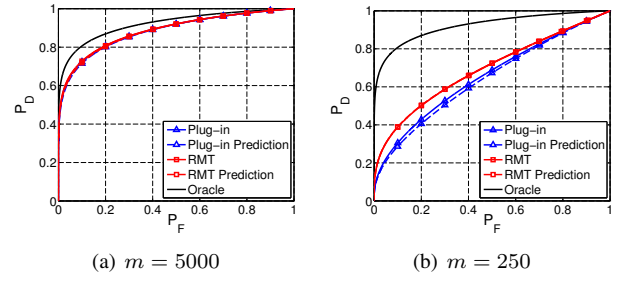 1
0.8
0.6
0.4
0.2
0
P_D
0 0.2 0.4 0.6 0.8 1
P_F
Plug-in
Plug-in Prediction
RMT
RMT Prediction
Oracle
(a) m = 5000
1
0.8
0.6
0.4
0.2
0
P_D
0 0.2 0.4 0.6 0.8 1
P_F
Plug-in
Plug-in Prediction
RMT
RMT Prediction
Oracle
(b) m = 250